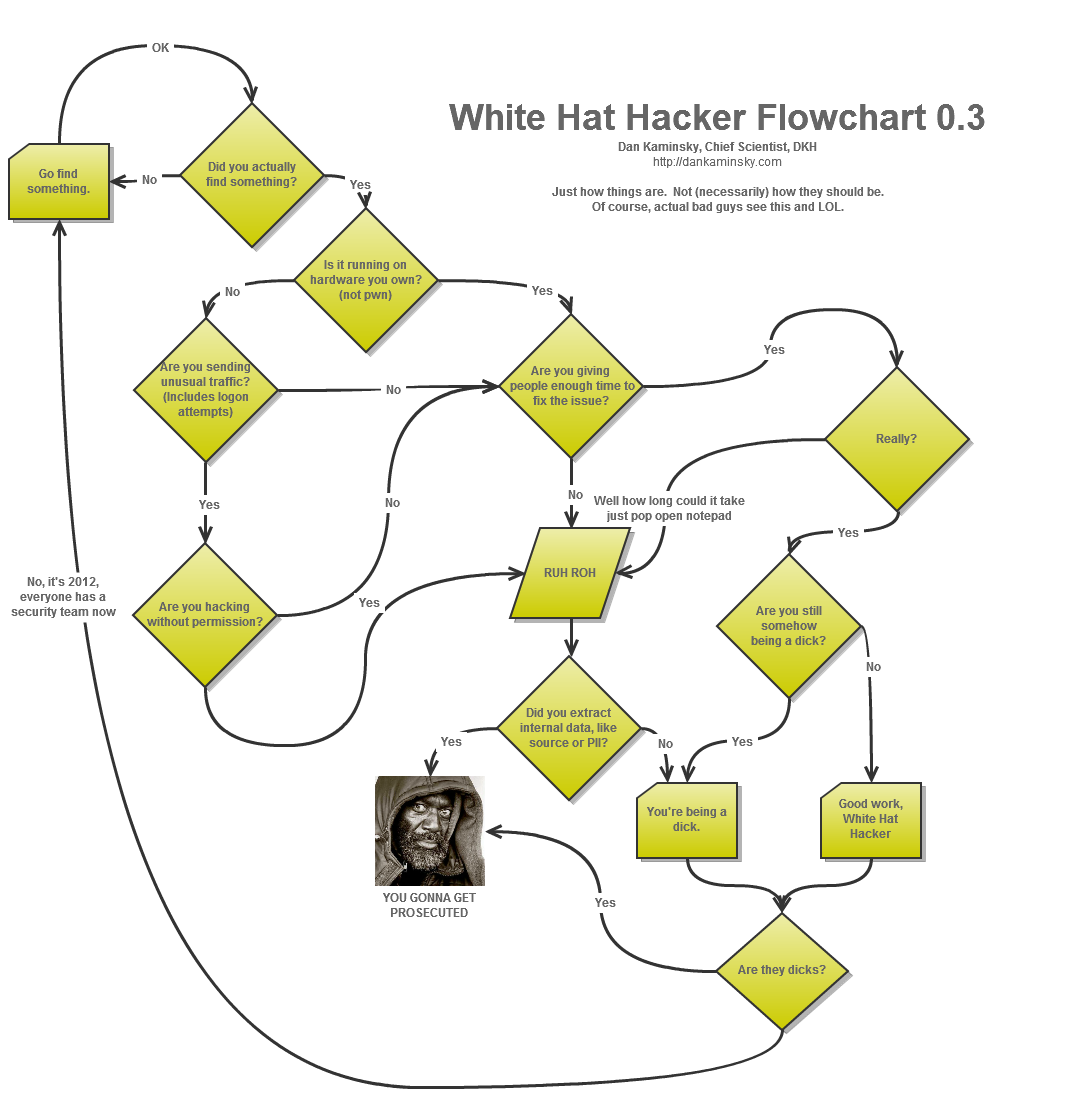 OK
White Hat Hacker Flowchart 0.3
Dan Kaminsky, Chief Scientist, DKH
http://dankaminsky.com
Just how things are. Not (necessarily) how they should be.
Of course, actual bad guys see this and LOL.
Go find
something.
No
Did you actually
find something?
Yes
Is it running on
hardware you own?
(not pwn)
No
Yes
Are you sending
unusual traffic?
(Includes logon
attempts)
No
Are you giving
people enough time to
fix the issue?
Yes
Really?
Yes
No
No
Well how long could it take
just pop open notepad
Yes
RUH ROH
No, it's 2012,
everyone has a
security team now
Are you hacking
without permission?
Yes
Are you still
somehow
being a dick?
No
Did you extract
internal data, like
source or PII?
Yes
No
Yes
You're being a
dick.
Good work,
White Hat
Hacker
YOU GONNA GET
PROSECUTED
Yes
Are they dicks?